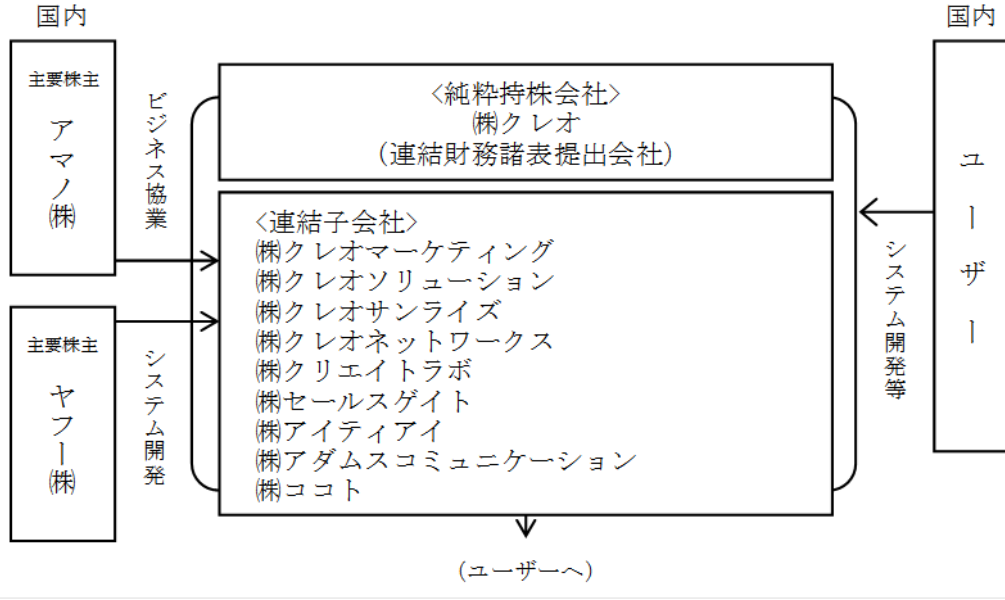 国内
主要株主
アマノ㈱
ビジネス協業
主要株主
ヤフー㈱
システム開発
<純粋持株会社>
㈱クレオ
(連結財務諸表提出会社)
<連結子会社>
㈱クレオマーケティング
㈱クレオソリューション
㈱クレオサンライズ
㈱クレオネットワークス
㈱クリエイトラボ
㈱セールスゲイト
㈱アイティアイ
㈱アダムスコミュニケーション
㈱ココト
(ユーザーへ)
国内
ユーザー
システム開発等